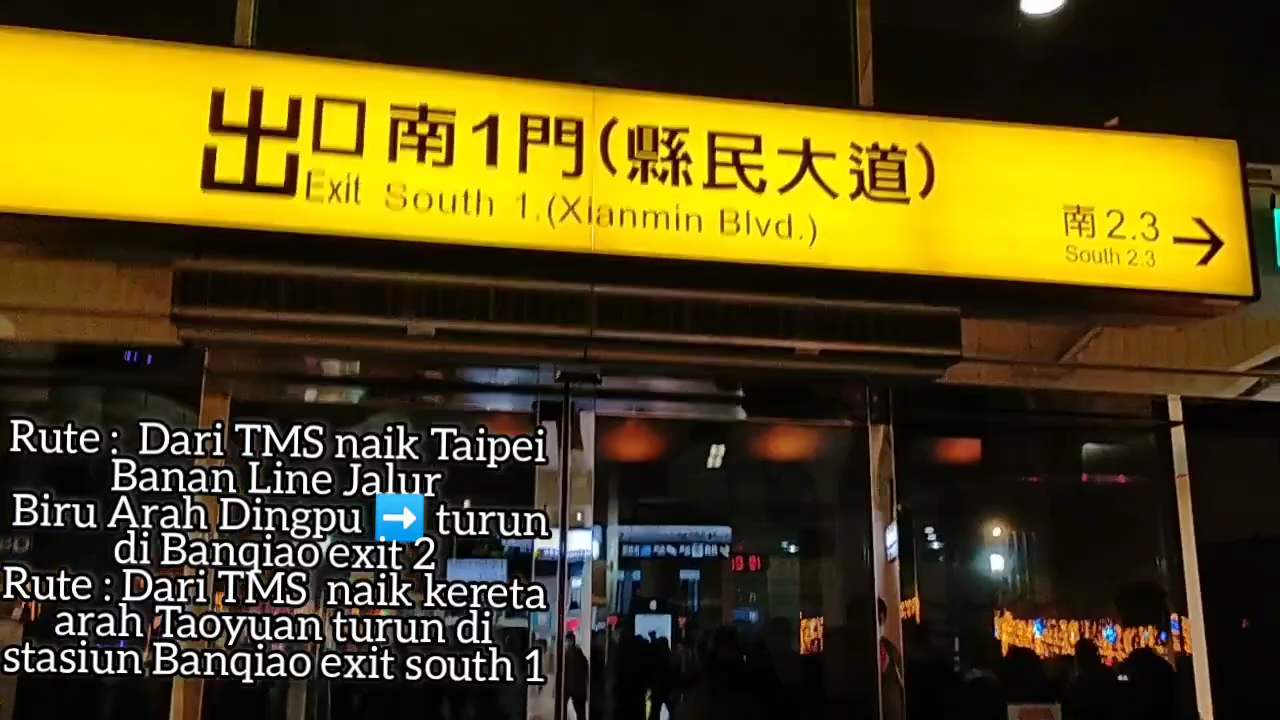 出口 南1門(縣民大道)
Exit South 1.(Xianmin Blvd.)
南 2.3 →
South 2.3
Rute : Dari TMS naik Taipei
Banan Line Jalur
Biru Arah Dingpu ➡️ turun
di Banqiao exit 2
Rute : Dari TMS naik kereta
arah Taoyuan turun di
stasiun Banqiao exit south 1